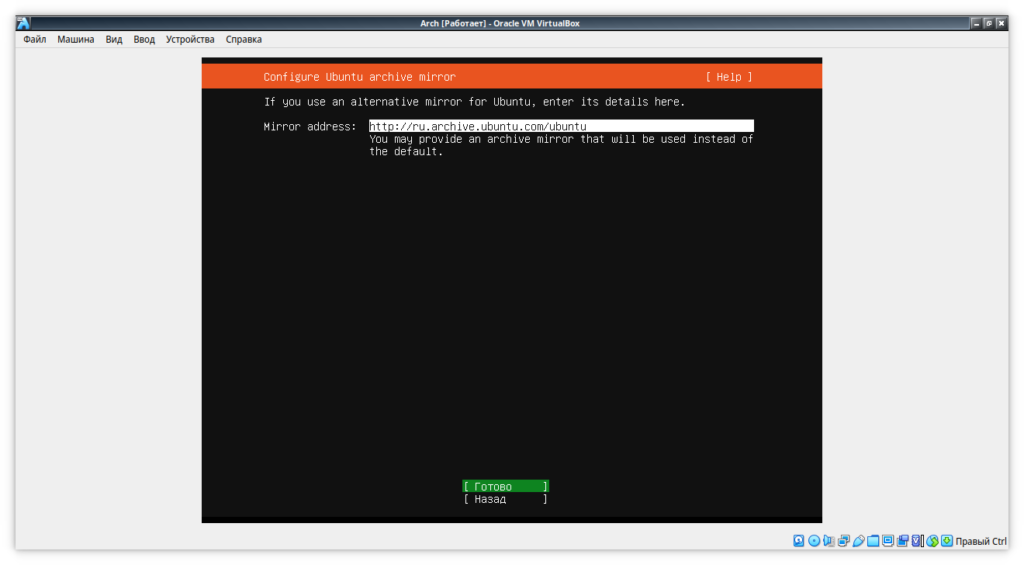 Arch [Работает] - Oracle VM VirtualBox
Файл Машина Вид Ввод Устройства Справка
Configure Ubuntu archive mirror [ Help ]
If you use an alternative mirror for Ubuntu, enter its details here.
Mirror address: http://ru.archive.ubuntu.com/ubuntu
You may provide an archive mirror that will be used instead of
the default.
[ Готово ]
[ Назад ]
Правый Ctrl